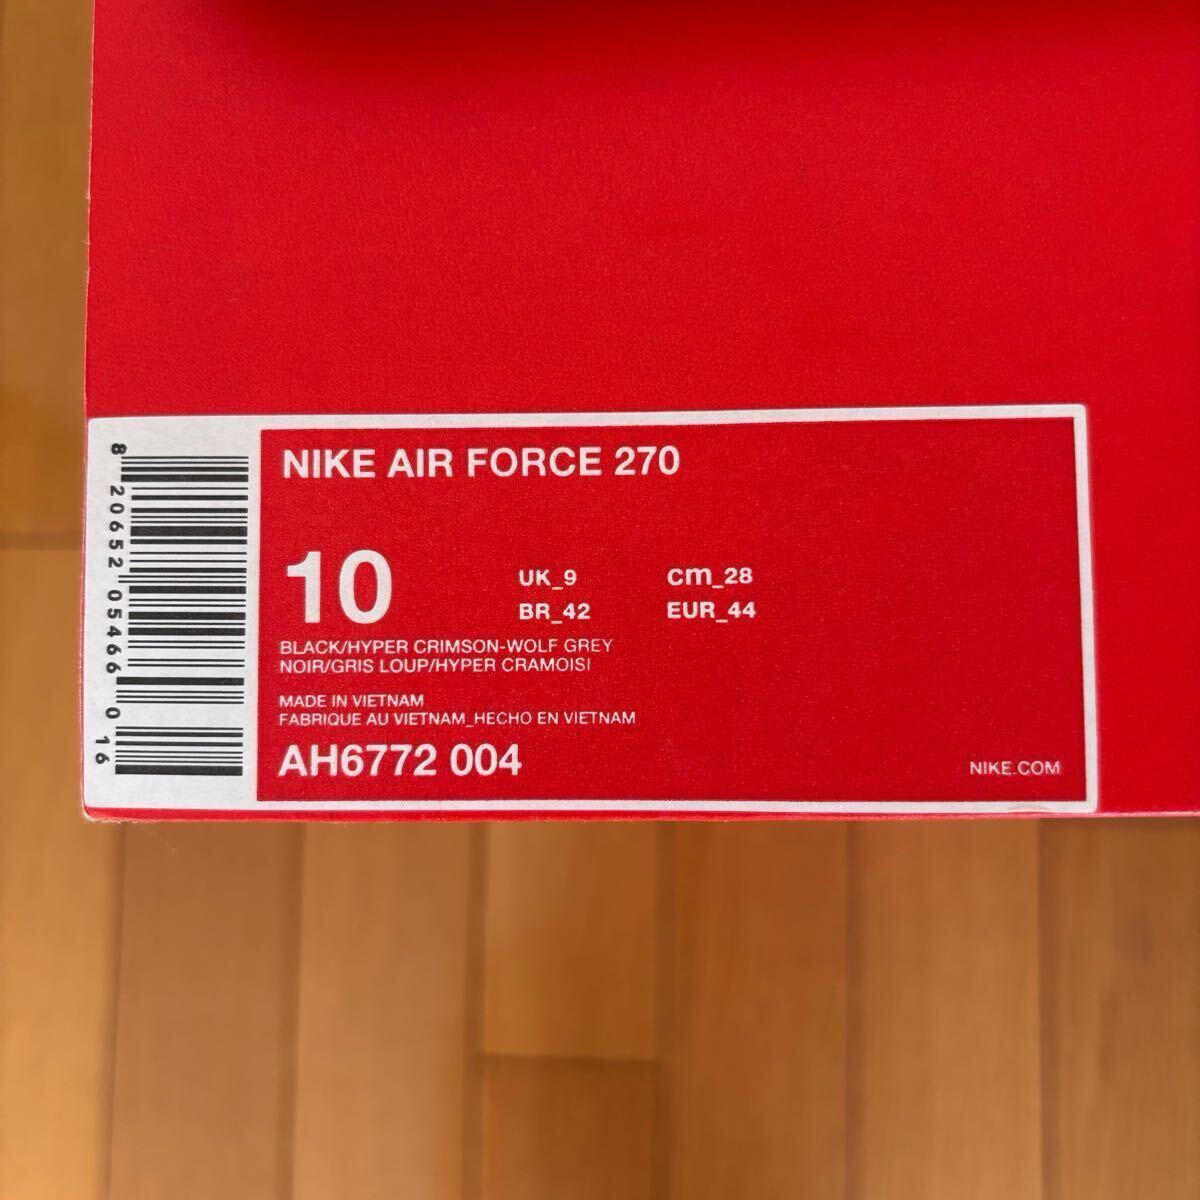 NIKE AIR FORCE 270
10
UK_9 cm_28
BR_42 EUR_44
BLACK/HYPER CRIMSON-WOLF GREY
NOIR/GRIS LOUP/HYPER CRAMOISI
MADE IN VIETNAM
FABRIQUE AU VIETNAM_HECHO EN VIETNAM
AH6772 004
NIKE.COM
8 20652 05466 0 16